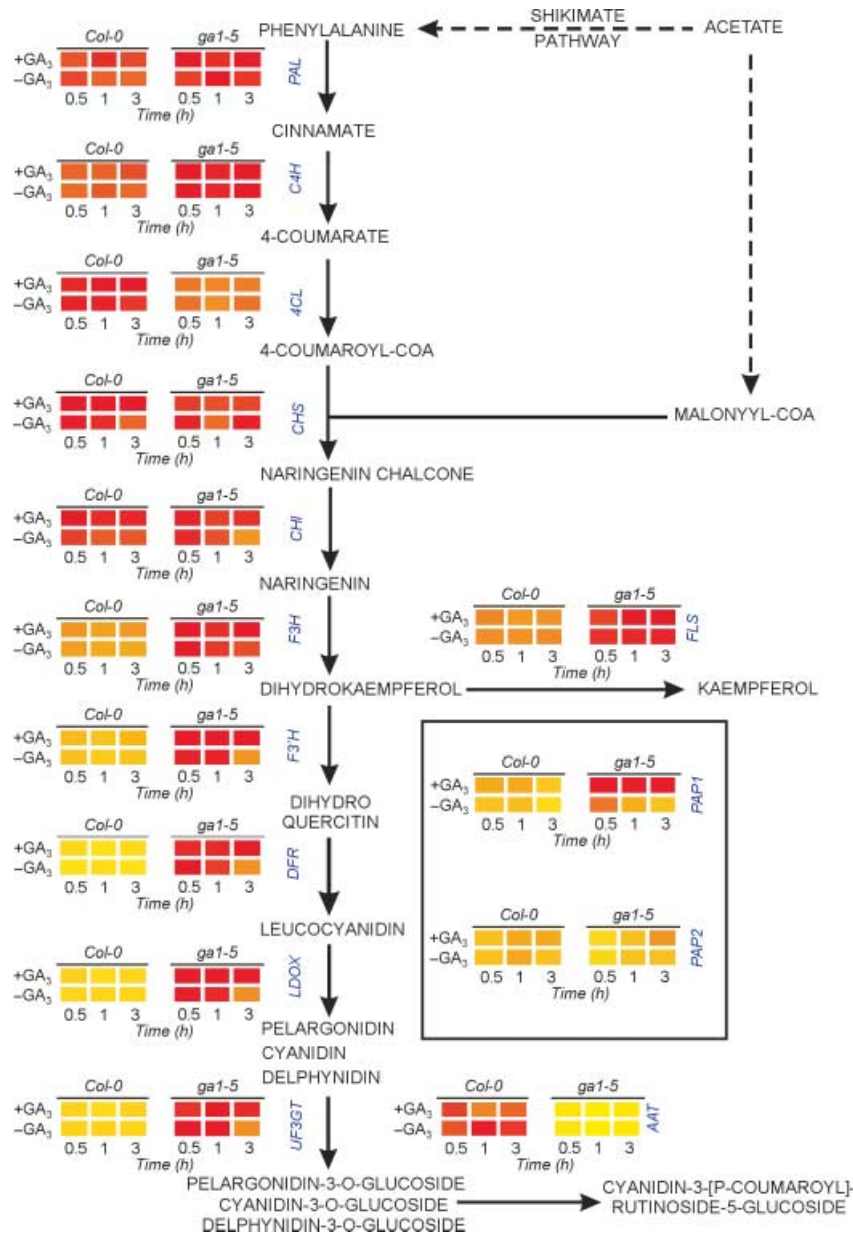 PHENYLALANINE
SHIKIMATE
PATHWAY
ACETATE
Col-0 ga1-5
+GA3
–GA3
0.5 1 3 0.5 1 3
Time (h)
PAL
CINNAMATE
Col-0 ga1-5
+GA3
–GA3
0.5 1 3 0.5 1 3
Time (h)
C4H
4-COUMARATE
Col-0 ga1-5
+GA3
–GA3
0.5 1 3 0.5 1 3
Time (h)
4CL
4-COUMAROYL-COA
Col-0 ga1-5
+GA3
–GA3
0.5 1 3 0.5 1 3
Time (h)
CHS
MALONYYL-COA
NARINGENIN CHALCONE
Col-0 ga1-5
+GA3
–GA3
0.5 1 3 0.5 1 3
Time (h)
CHI
NARINGENIN
Col-0 ga1-5
+GA3
–GA3
0.5 1 3 0.5 1 3
Time (h)
F3H
Col-0 ga1-5
+GA3
–GA3
0.5 1 3 0.5 1 3
Time (h)
FLS
DIHYDROKAEMPFEROL
KAEMPFEROL
Col-0 ga1-5
+GA3
–GA3
0.5 1 3 0.5 1 3
Time (h)
F3'H
DIHYDRO
QUERCITIN
Col-0 ga1-5
+GA3
–GA3
0.5 1 3 0.5 1 3
Time (h)
PAP1
Col-0 ga1-5
+GA3
–GA3
0.5 1 3 0.5 1 3
Time (h)
DFR
LEUCOCYANIDIN
Col-0 ga1-5
+GA3
–GA3
0.5 1 3 0.5 1 3
Time (h)
PAP2
Col-0 ga1-5
+GA3
–GA3
0.5 1 3 0.5 1 3
Time (h)
LDOX
PELARGONIDIN
CYANIDIN
DELPHYNIDIN
Col-0 ga1-5
+GA3
–GA3
0.5 1 3 0.5 1 3
Time (h)
UF3GT
Col-0 ga1-5
+GA3
–GA3
0.5 1 3 0.5 1 3
Time (h)
AAT
PELARGONIDIN-3-O-GLUCOSIDE
CYANIDIN-3-O-GLUCOSIDE
DELPHYNIDIN-3-O-GLUCOSIDE
CYANIDIN-3-[P-COUMAROYL]-
RUTINOSIDE-5-GLUCOSIDE